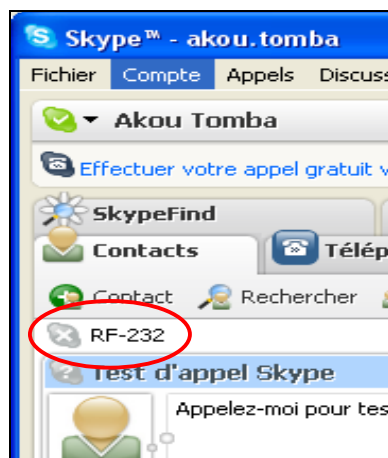 Skype™ - akou.tomba
Fichier Compte Appels Discuss
Akou Tomba
Effectuer votre appel gratuit v
SkypeFind
Contacts Télép
Contact Rechercher
RF-232
Test d'appel Skype
Appelez-moi pour tes